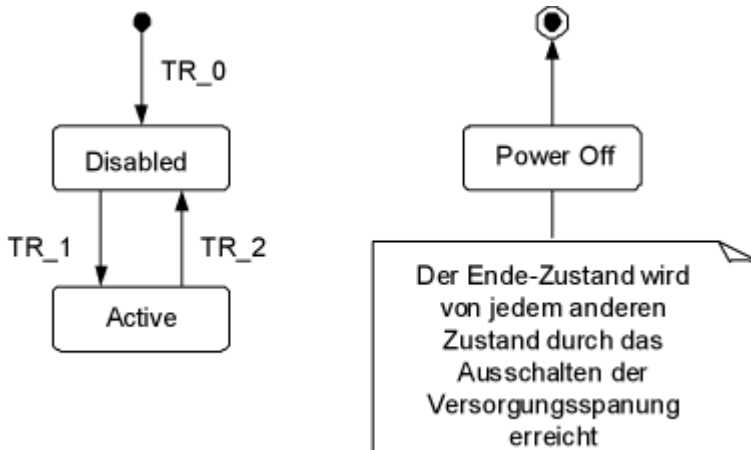 TR_0
Disabled
TR_1
TR_2
Active
Power Off
Der Ende-Zustand wird
von jedem anderen
Zustand durch das
Ausschalten der
Versorgungsspanung
erreicht